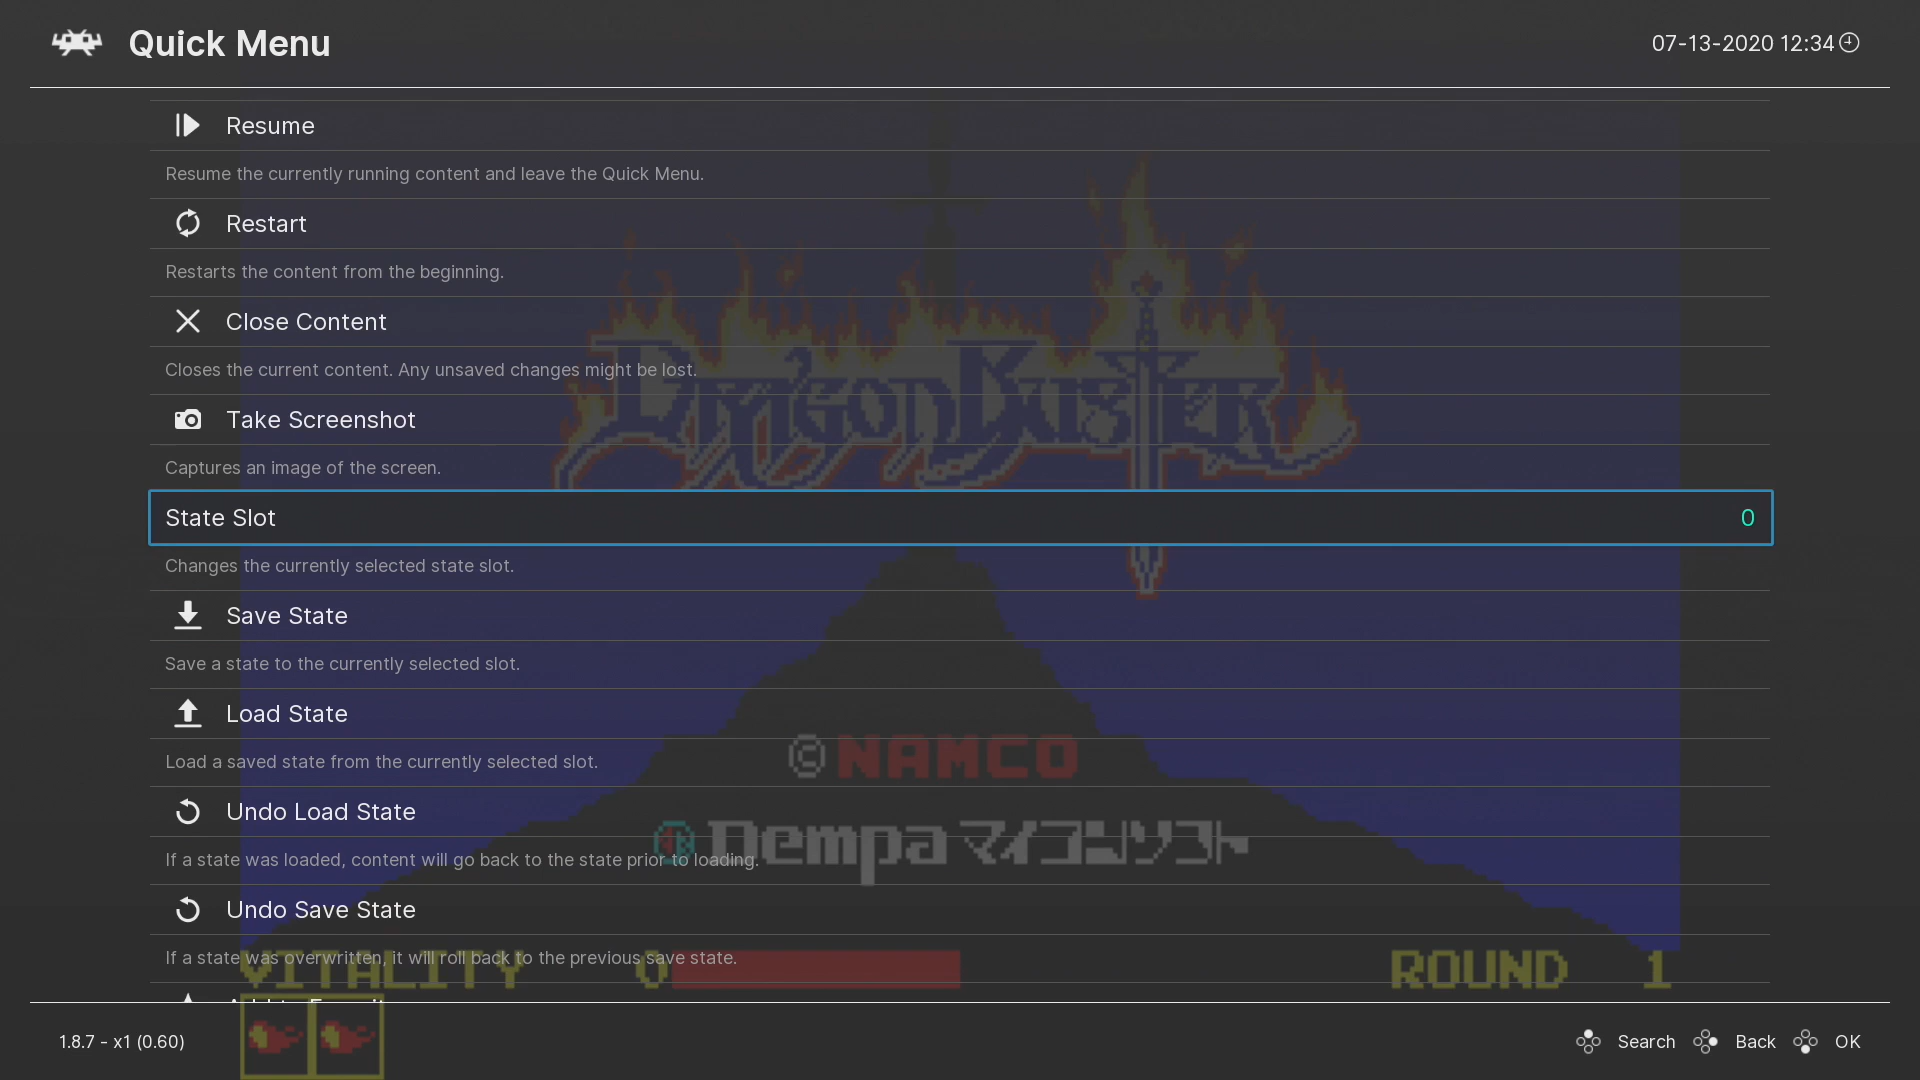 Quick Menu
07-13-2020 12:34
Resume
Resume the currently running content and leave the Quick Menu.
Restart
Restarts the content from the beginning.
Close Content
Closes the current content. Any unsaved changes might be lost.
Take Screenshot
Captures an image of the screen.
State Slot 0
Changes the currently selected state slot.
Save State
Save a state to the currently selected slot.
Load State
Load a saved state from the currently selected slot.
Undo Load State
If a state was loaded, content will go back to the state prior to loading.
Undo Save State
If a state was overwritten, it will roll back to the previous save state.
DRAGON BUSTER
© NAMCO
Dempa マイコンソフト
VITALITY 0 ROUND 1
1.8.7 - x1 (0.60)
Search Back OK